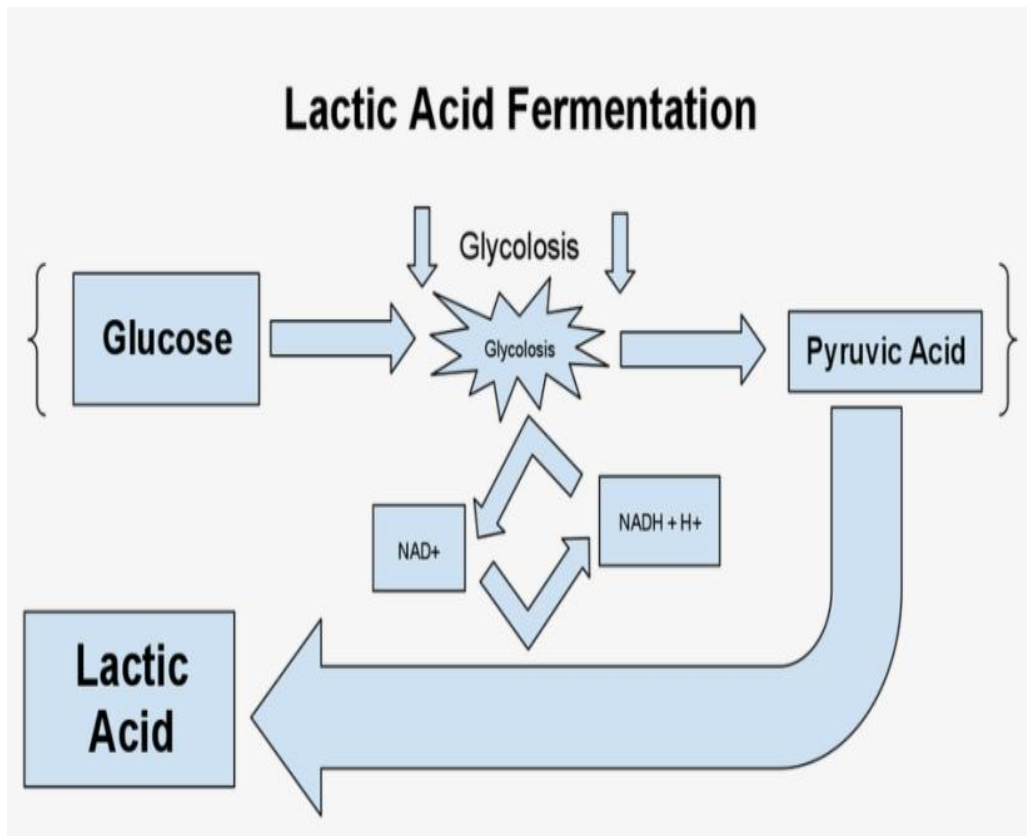 Lactic Acid Fermentation
Glycolosis
Glucose
Glycolosis
Pyruvic Acid
NAD+
NADH + H+
Lactic
Acid